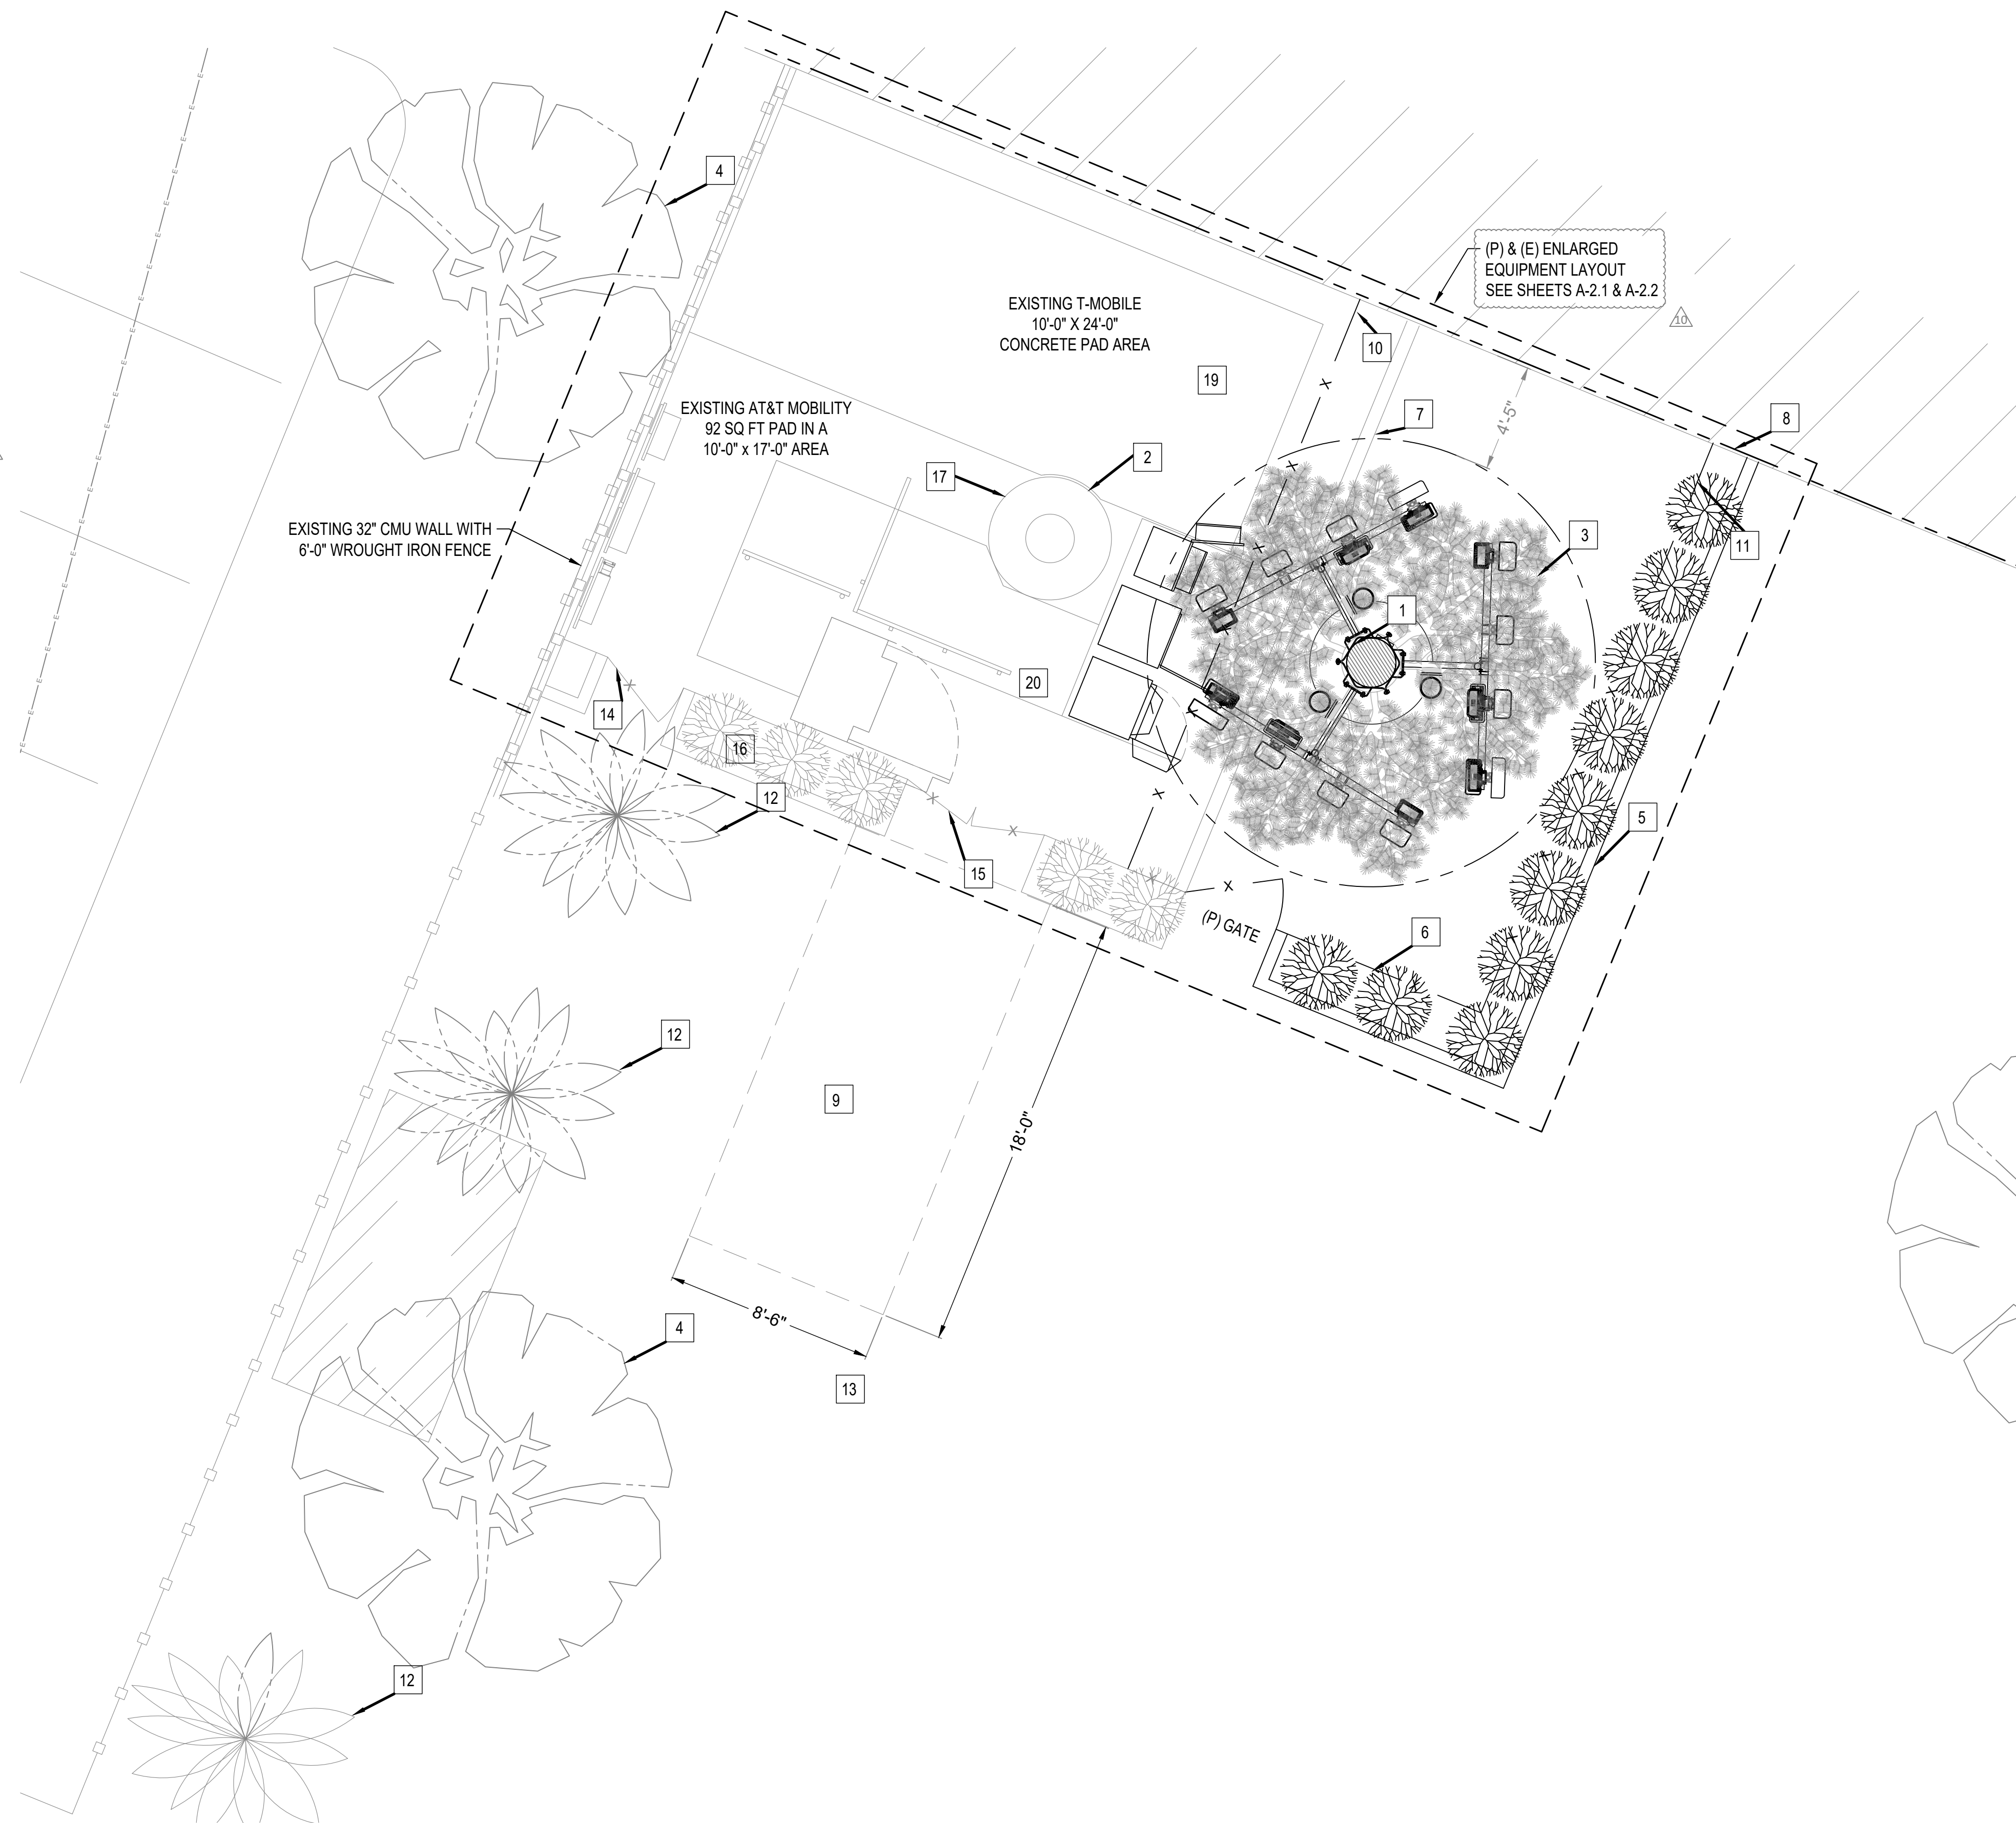 4
(P) & (E) ENLARGED
EQUIPMENT LAYOUT
SEE SHEETS A-2.1 & A-2.2
10
EXISTING T-MOBILE
10'-0" X 24'-0"
CONCRETE PAD AREA
10
19
EXISTING AT&T MOBILITY
92 SQ FT PAD IN A
10'-0" x 17'-0" AREA
7
4'-5"
8
2
17
EXISTING 32" CMU WALL WITH
6'-0" WROUGHT IRON FENCE
3
11
1
20
14
16
12
5
15
(P) GATE
6
12
9
18'-0"
8'-6"
4
13
12
E
E
E
E
E
E
E
E
E
E
E
E
X
X
X
X
X
X
X
X
X
X
X